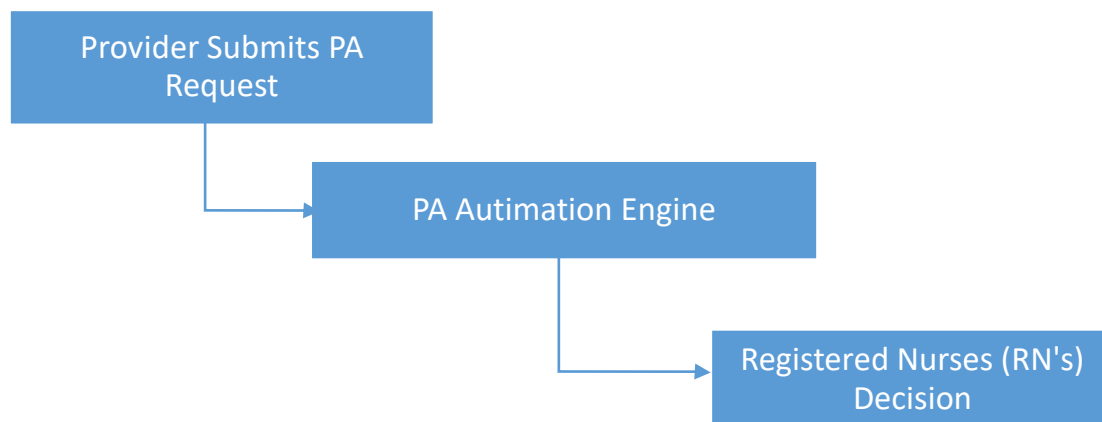 Provider Submits PA
Request
PA Autimation Engine
Registered Nurses (RN's)
Decision